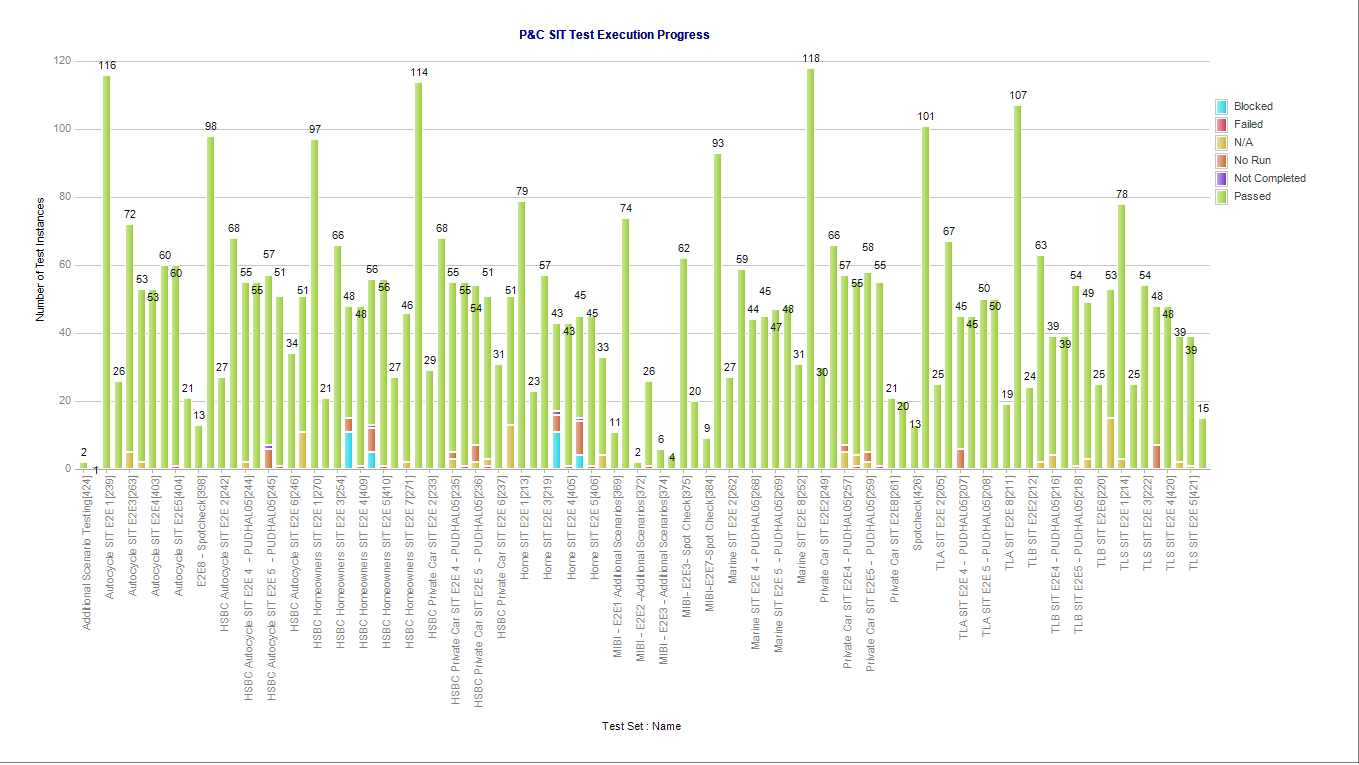 P&C SIT Test Execution Progress
120
100
80
60
40
20
0
Number of Test Instances
2
1
116
26
72
53
53
60
60
21
13
98
27
68
55
55
57
51
34
51
97
21
66
48
48
56
56
27
46
114
29
68
55
55
54
51
31
51
79
23
57
43
43
45
45
33
11
74
2
26
6
4
62
20
9
93
27
59
44
45
47
48
31
118
30
66
57
55
58
55
21
20
13
101
25
67
45
45
50
50
19
107
24
63
39
39
54
49
25
53
78
25
54
48
48
39
39
15
Blocked
Failed
N/A
No Run
Not Completed
Passed
Additional Scenario Testing[424]
Autocycle SIT E2E 1 [239]
Autocycle SIT E2E3[263]
Atocycle SIT E2E4[403]
Atocycle SIT E2E5[404]
E2E8 - Spotcheck[398]
HSBC Autocycle SIT E2E 2[242]
HSBC Autocycle SIT E2E 4 - PUDHAL05[244]
HSBC Autocycle SIT E2E 5 - PUDHAL05[245]
HSBC Autocycle SIT E2E 6[246]
HSBC Homeowners SIT E2E 1 [270]
HSBC Homeowners SIT E2E 3[254]
HSBC Homeowners SIT E2E 4[409]
HSBC Homeowners SIT E2E 5[410]
HSBC Homeowners SIT E2E 7[271]
HSBC Private Car SIT E2E 2[233]
HSBC Private Car SIT E2E 4 - PUDHAL05[235]
HSBC Private Car SIT E2E 5 - PUDHAL05[236]
HSBC Private Car SIT E2E 6[237]
Home SIT E2E 1[213]
Home SIT E2E 3[219]
Home SIT E2E 4[405]
Home SIT E2E 5[406]
MIBI - E2E1 Additional Scenarios[369]
MIBI - E2E2 -Additional Scenarios[372]
MIBI - E2E3 - Additional Scenarios[374]
MIBI- E2E3-Spot Check[375]
MIBI-E2E7-Spot Check[384]
Marine SIT E2E 2[262]
Marine SIT E2E 4 - PUDHAL05[268]
Marine SIT E2E 5 - PUDHAL05[269]
Marine SIT E2E 8[252]
Private Car SIT E2E2[249]
Private Car SIT E2E4 - PUDHAL05[257]
Private Car SIT E2E5 - PUDHAL05[259]
Private Car SIT E2E8[261]
Spotcheck[426]
TLA SIT E2E 2[205]
TLA SIT E2E 4 - PUDHAL05[207]
TLA SIT E2E 5 - PUDHAL05[208]
TLA SIT E2E 8[211]
TLB SIT E2E2[212]
TLB SIT E2E4 - PUDHAL05[216]
TLB SIT E2E5 - PUDHAL05[218]
TLB SIT E2E6[220]
TLS SIT E2E 1 [214]
TLS SIT E2E 3[222]
TLS SIT E2E 4[420]
TLS SIT E2E 5[421]
Test Set : Name